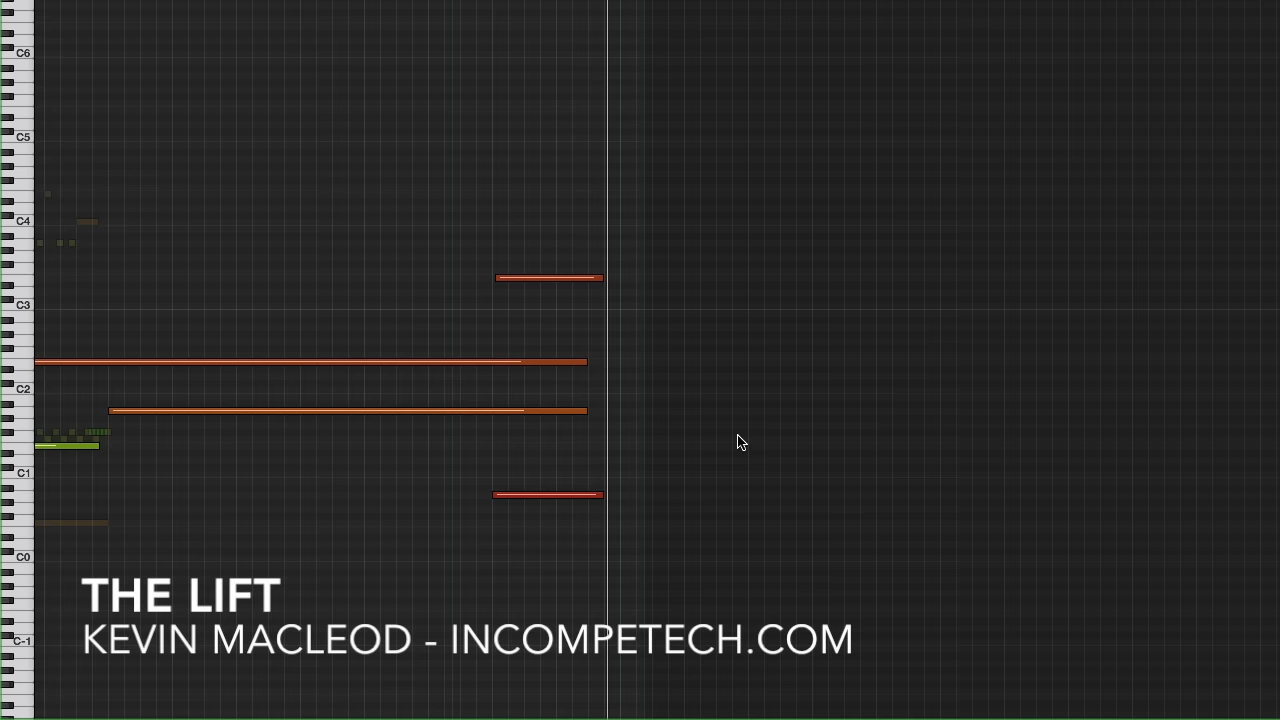 C6
C5
C4
C3
C2
C1
C0
C-1
THE LIFT
KEVIN MACLEOD - INCOMPETECH.COM